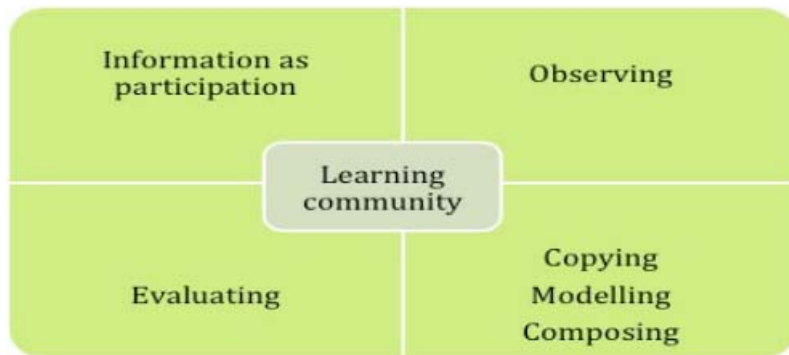 Information as
participation
Observing
Learning
community
Evaluating
Copying
Modelling
Composing